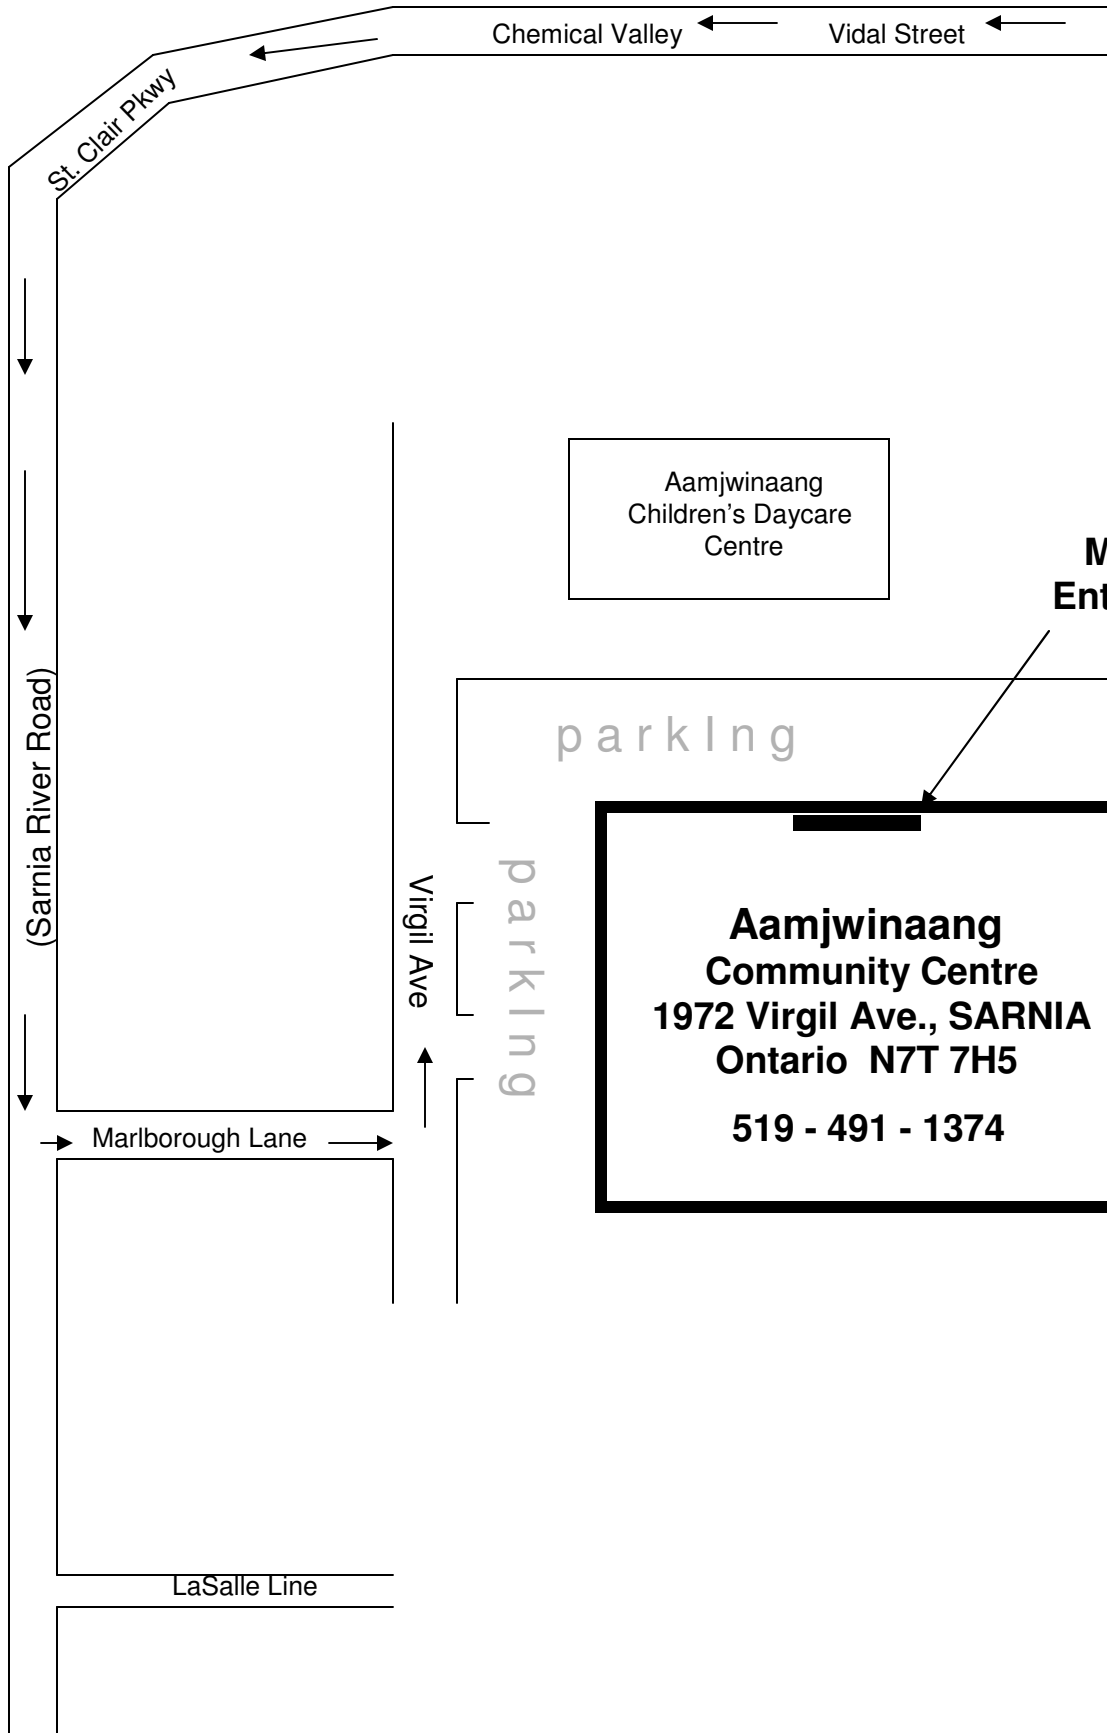 Chemical Valley
Vidal Street
St. Clair Pkwy
Aamjwinaang
Children's Daycare
Centre
(Sarnia River Road)
parkIng
parkIng
Virgil Ave
Aamjwinaang
Community Centre
1972 Virgil Ave., SARNIA
Ontario N7T 7H5
519 - 491 - 1374
Marlborough Lane
LaSalle Line